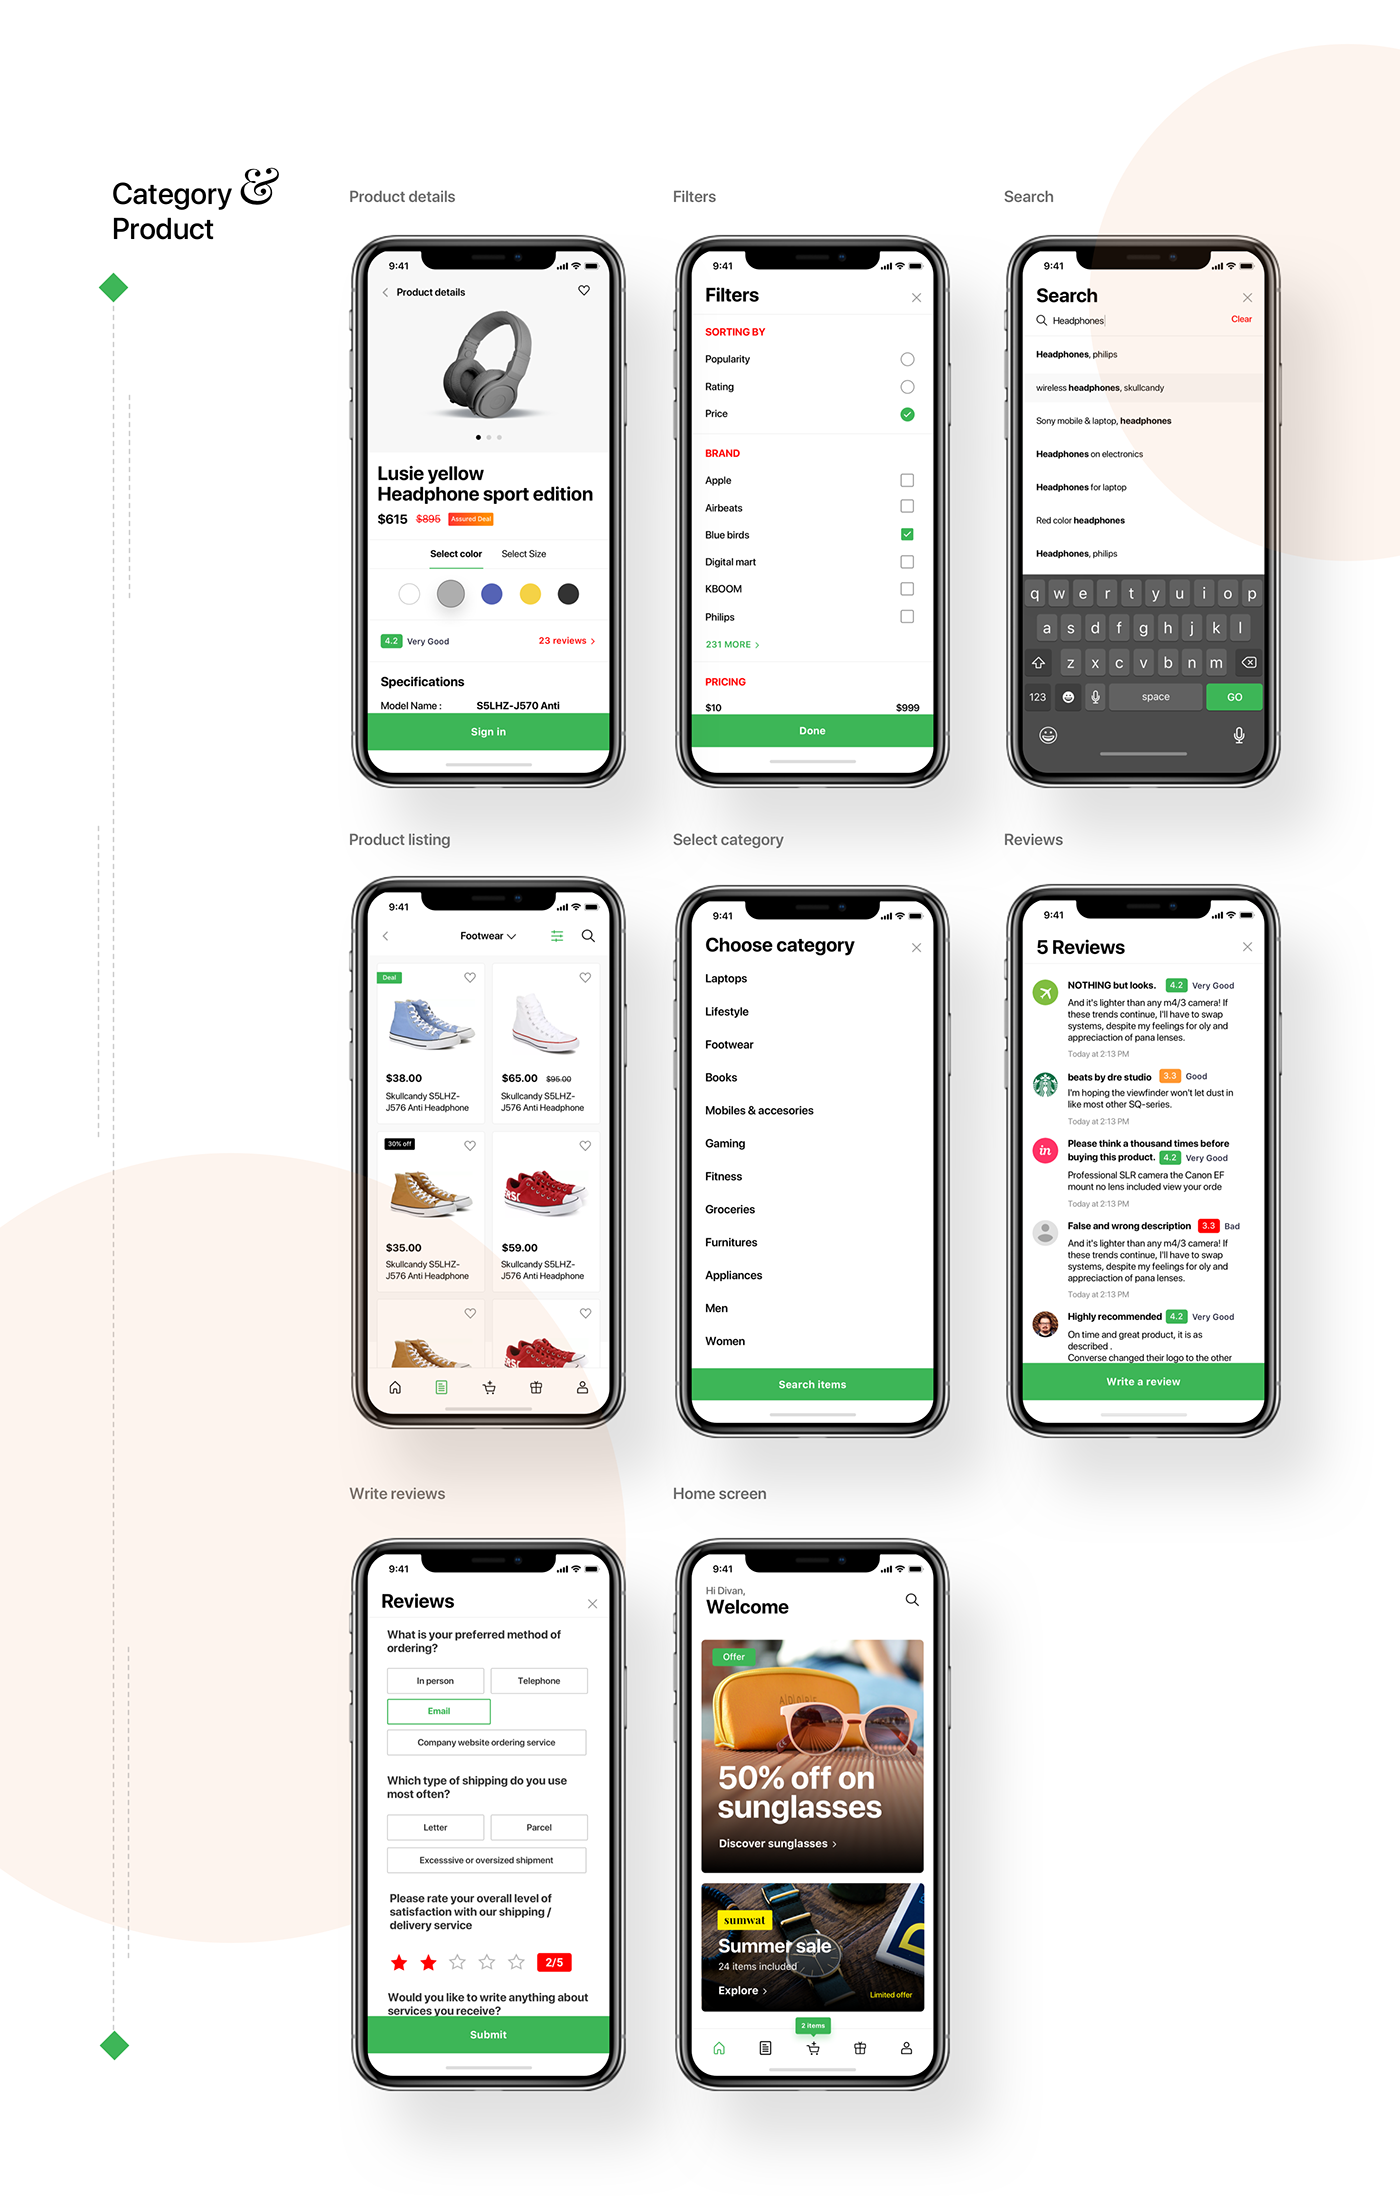 Category &
Product
Product details
Filters
Search
9:41
Product details
Lusie yellow
Headphone sport edition
$615 $895 Assured Deal
Select color Select Size
4.2 Very Good 23 reviews >
Specifications
Model Name : S5LHZ-J570 Anti
Sign in
9:41
Filters
SORTING BY
Popularity
Rating
Price
BRAND
Apple
Airbeats
Blue birds
Digital mart
KBOOM
Philips
231 MORE >
PRICING
$10 $999
Done
9:41
Search
Headphones
Clear
Headphones, philips
wireless headphones, skullcandy
Sony mobile & laptop, headphones
Headphones on electronics
Headphones for laptop
Red color headphones
Headphones, philips
q w e r t y u i o p
a s d f g h j k l
z x c v b n m
123 space GO
Product listing
Select category
Reviews
9:41
Footwear
Deal
$38.00
Skullcandy S5LHZ-
J576 Anti Headphone
$65.00 $95.00
Skullcandy S5LHZ-
J576 Anti Headphone
30% off
$35.00
Skullcandy S5LHZ-
J576 Anti Headphone
$59.00
Skullcandy S5LHZ-
J576 Anti Headphone
9:41
Choose category
Laptops
Lifestyle
Footwear
Books
Mobiles & accesories
Gaming
Fitness
Groceries
Furnitures
Appliances
Men
Women
Search items
9:41
5 Reviews
NOTHING but looks. 4.2 Very Good
And it's lighter than any m4/3 camera! If
these trends continue, I'll have to swap
systems, despite my feelings for oly and
appreciaction of pana lenses.
Today at 2:13 PM
beats by dre studio 3.3 Good
I'm hoping the viewfinder won't let dust in
like most other SQ-series.
Today at 2:13 PM
in
Please think a thousand times before
buying this product. 4.2 Very Good
Professional SLR camera the Canon EF
mount no lens included view your orde
Today at 2:13 PM
False and wrong description 3.3 Bad
And it's lighter than any m4/3 camera! If
these trends continue, I'll have to swap
systems, despite my feelings for oly and
appreciaction of pana lenses.
Today at 2:13 PM
Highly recommended 4.2 Very Good
On time and great product, it is as
described .
Converse changed their logo to the other
Write a review
Write reviews
Home screen
9:41
Reviews
What is your preferred method of
ordering?
In person Telephone
Email
Company website ordering service
Which type of shipping do you use
most often?
Letter Parcel
Excesssive or oversized shipment
Please rate your overall level of
satisfaction with our shipping /
delivery service
2/5
Would you like to write anything about
services you receive?
Submit
9:41
Hi Divan,
Welcome
Offer
50% off on
sunglasses
Discover sunglasses >
sumwat
Summer sale
24 items included
Explore >
Limited offer
2 items